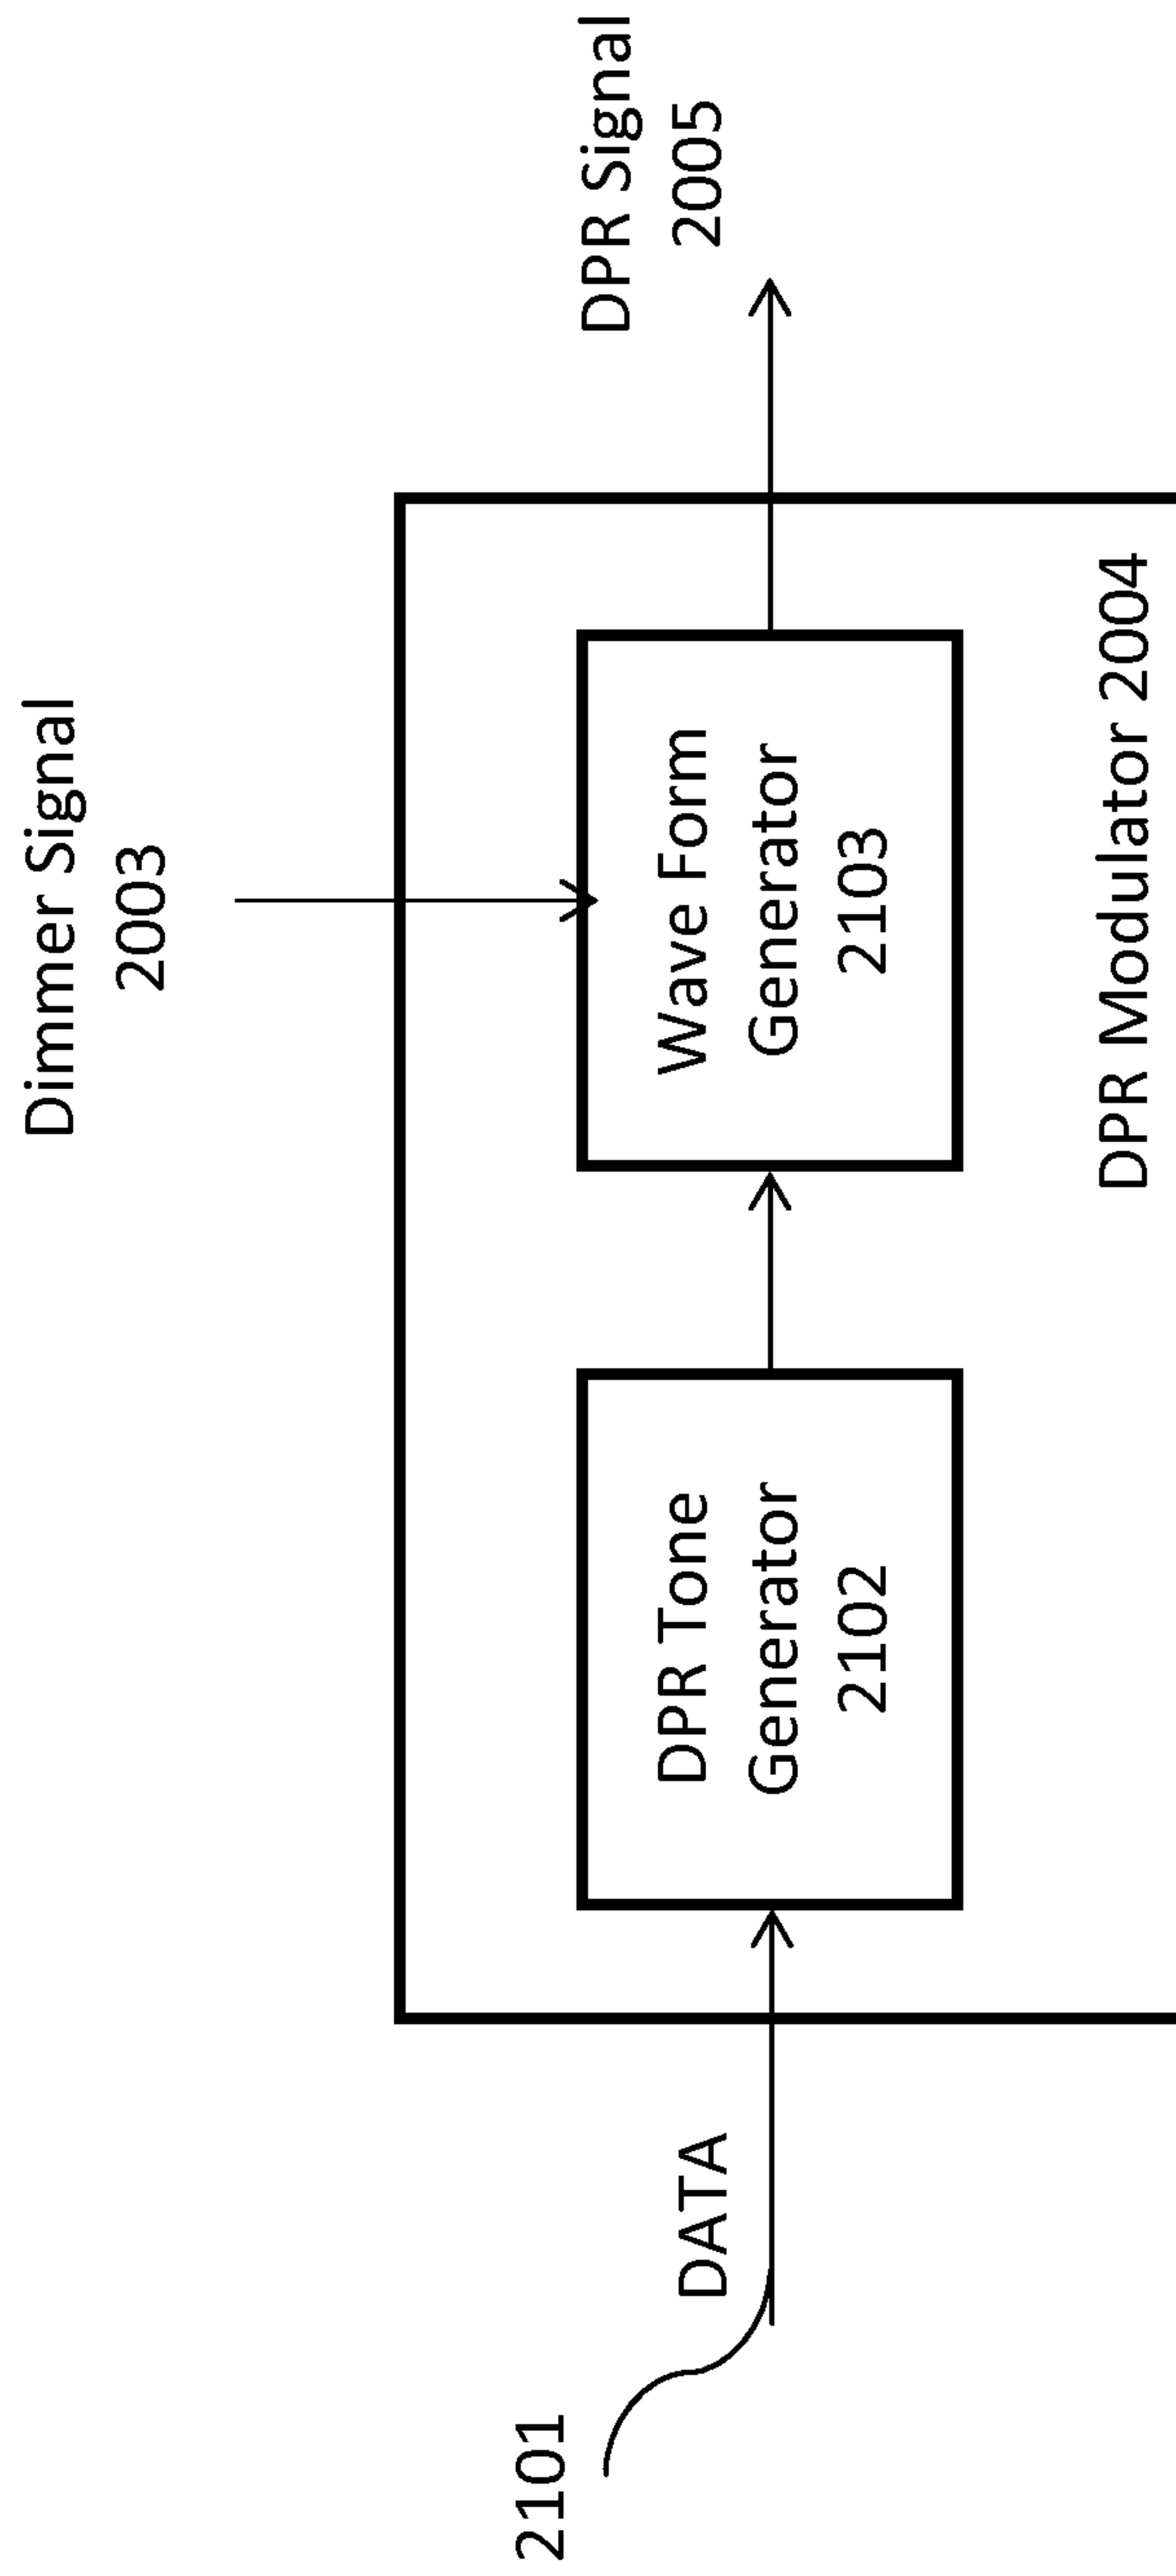 Dimmer Signal
2003
2101
DATA
DPR Tone
Generator
2102
Wave Form
Generator
2103
DPR Signal
2005
DPR Modulator 2004